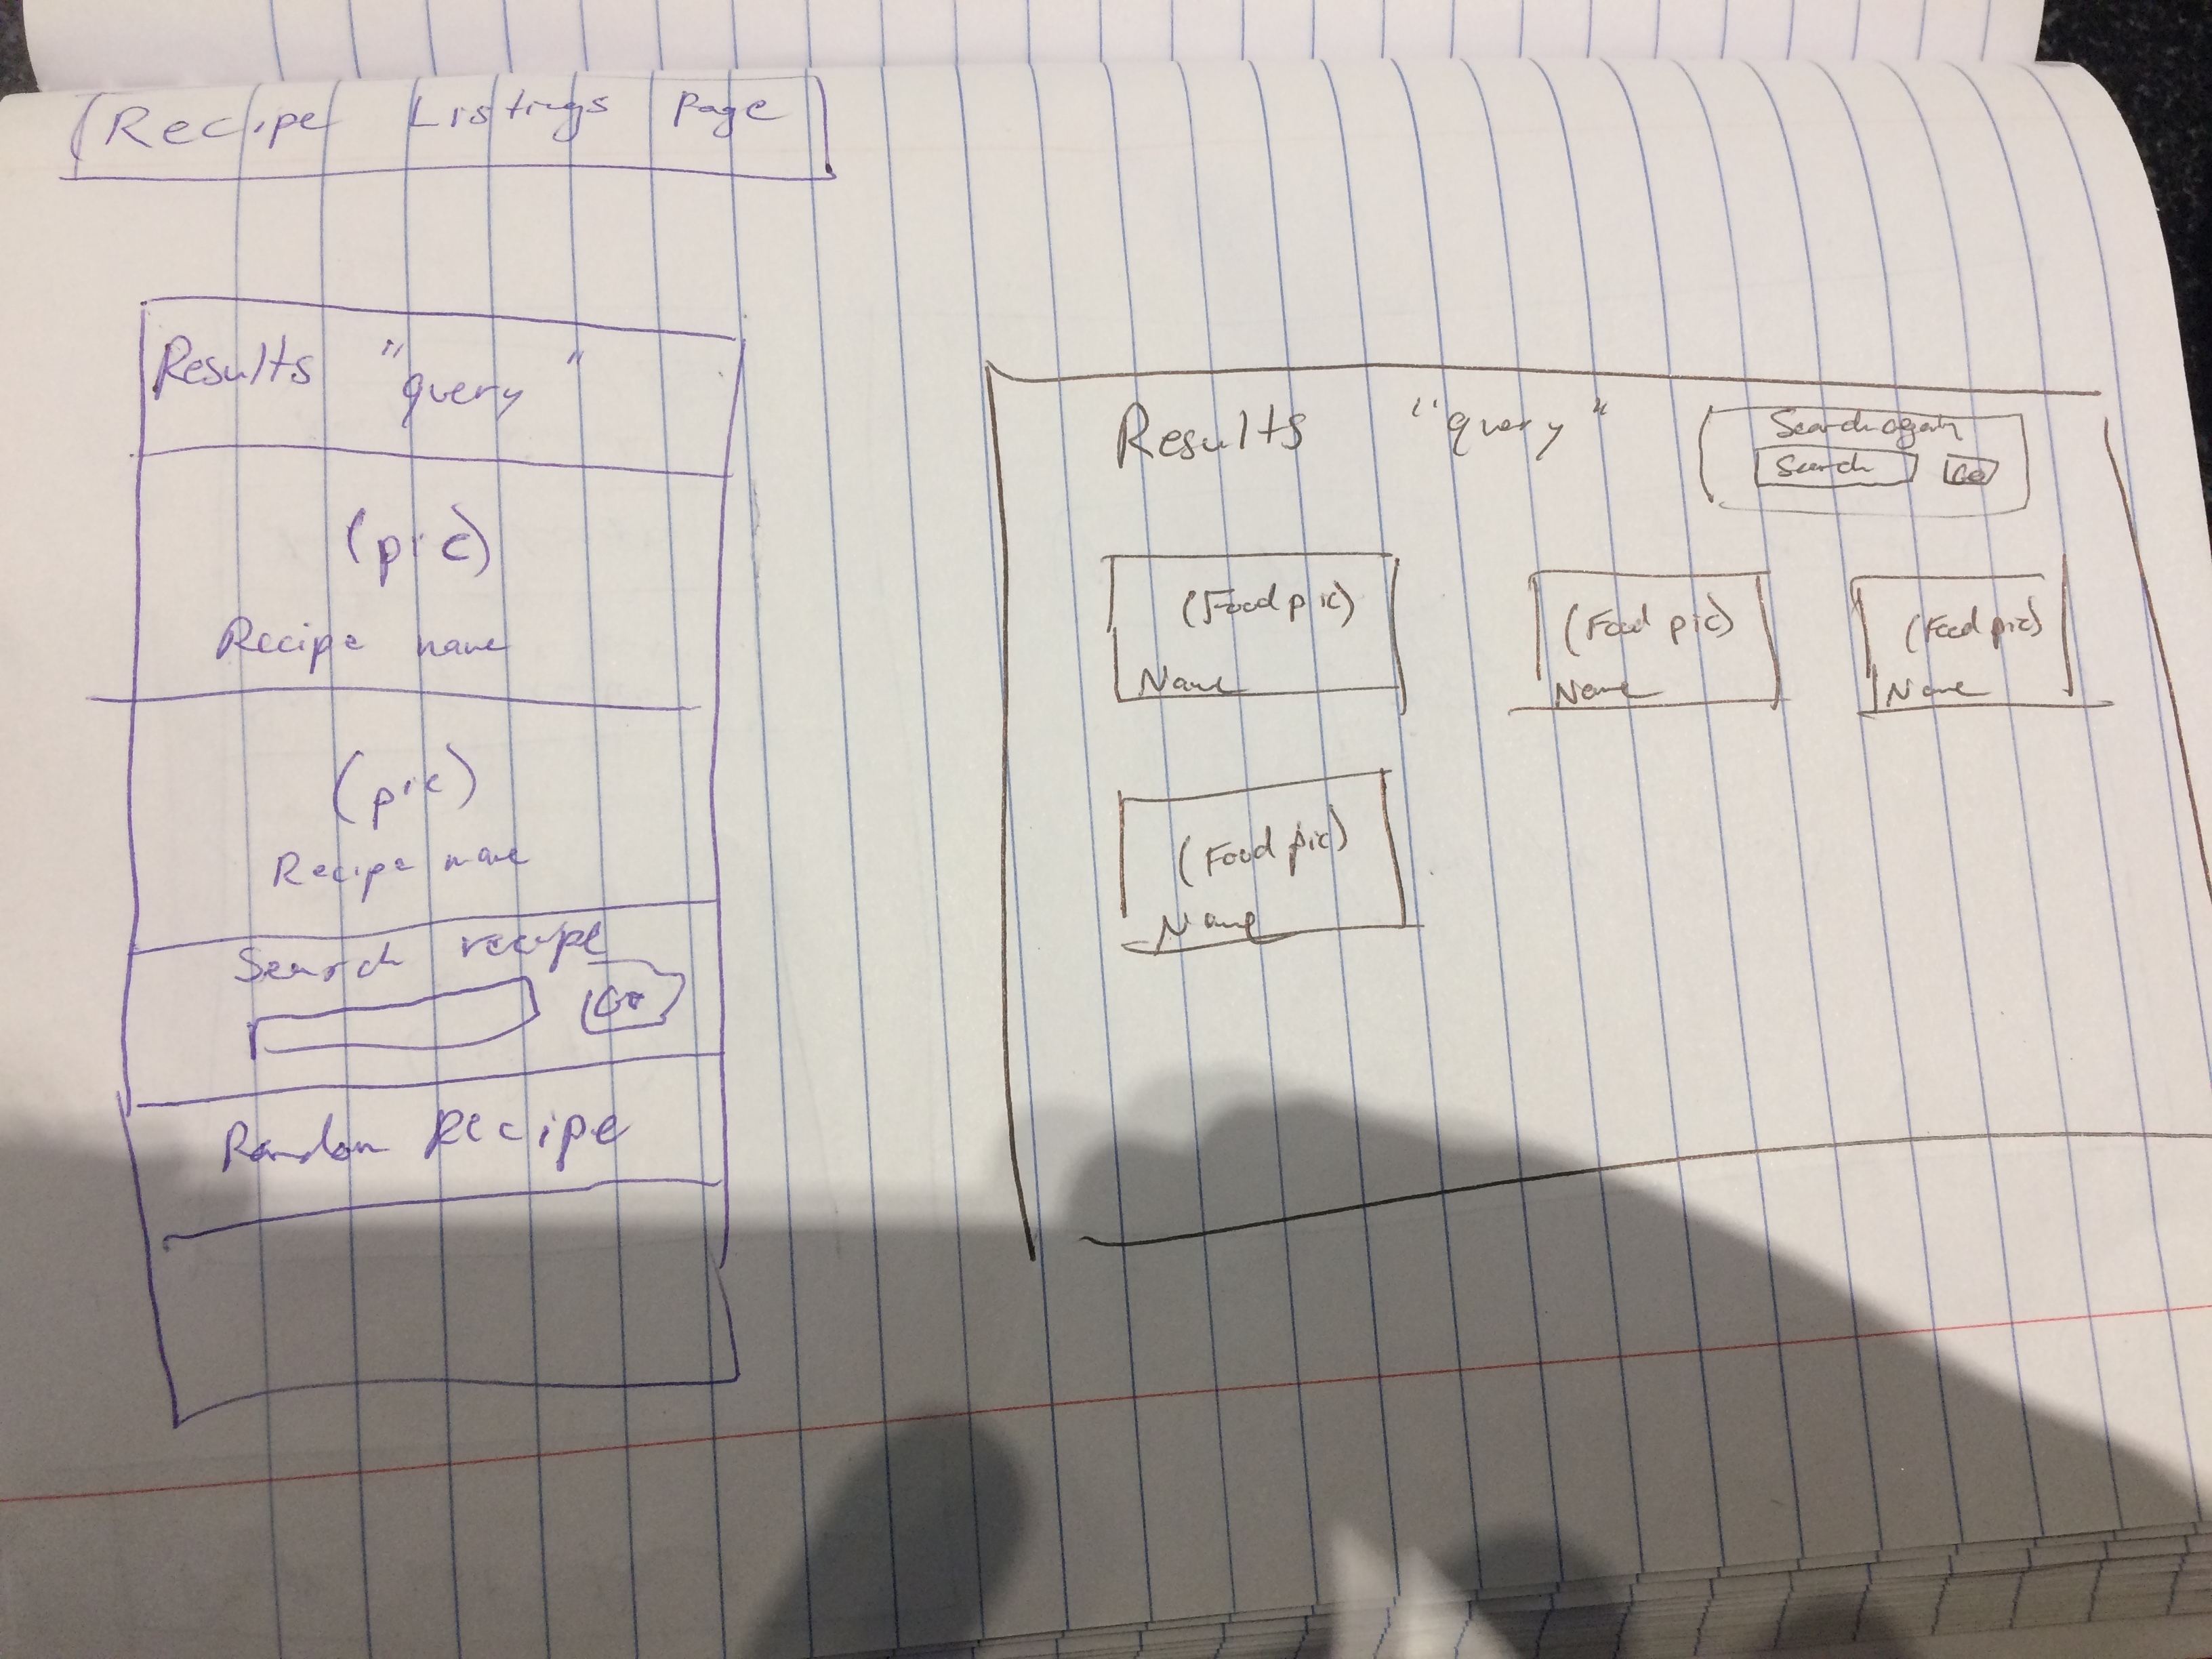 Recipe Listings Page
Results "query"
(pic)
Recipe name
(pic)
Recipe name
Search recipe
Go
Random Recipe
Results "query"
Search again
Search Go
(Food pic)
Name
(Food pic)
Name
(Food pic)
Name
(Food pic)
Name